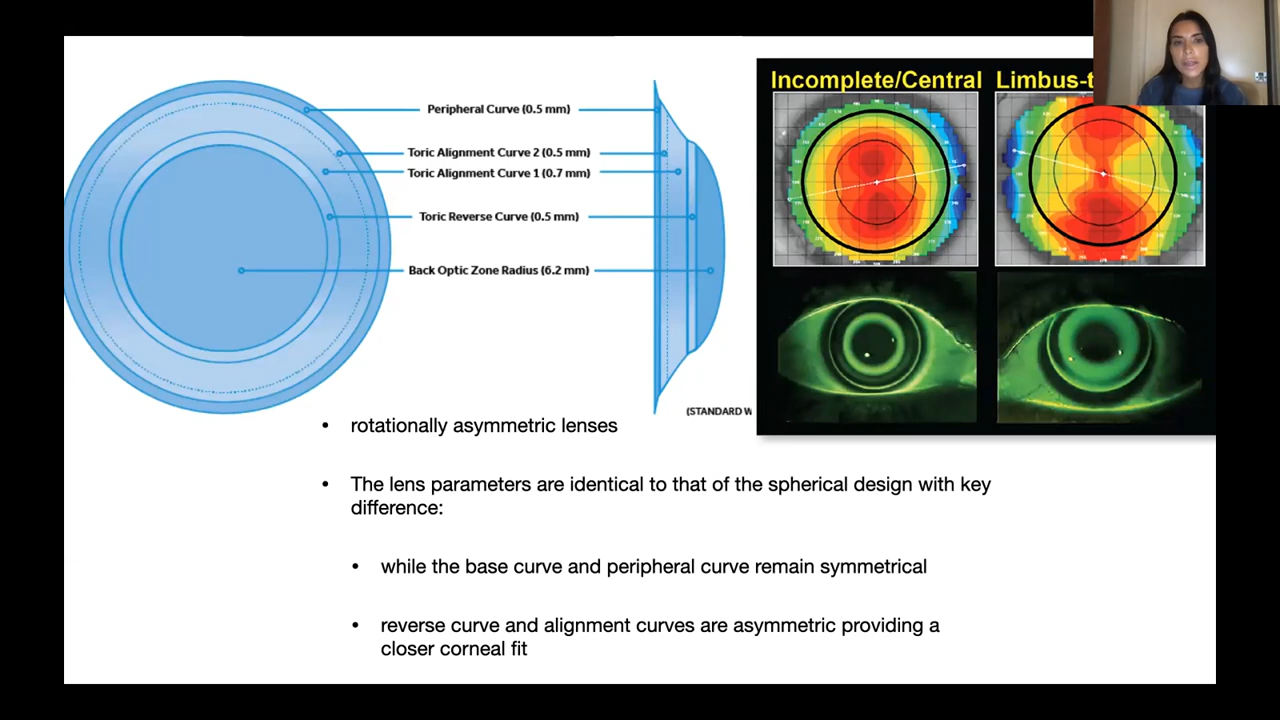 Incomplete/Central
Limbus-t
Peripheral Curve (0.5 mm)
Toric Alignment Curve 2 (0.5 mm)
Toric Alignment Curve 1 (0.7 mm)
Toric Reverse Curve (0.5 mm)
Back Optic Zone Radius (6.2 mm)
(STANDARD W
• rotationally asymmetric lenses
• The lens parameters are identical to that of the spherical design with key
difference:
• while the base curve and peripheral curve remain symmetrical
• reverse curve and alignment curves are asymmetric providing a
closer corneal fit